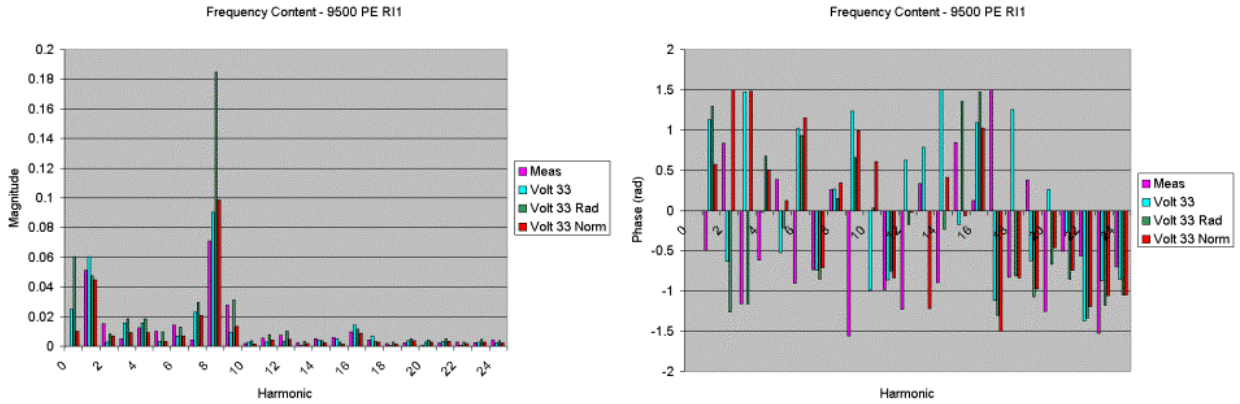 Frequency Content - 9500 PE RI1
0.2
0.18
0.16
0.14
0.12
0.1
0.08
0.06
0.04
0.02
0
Magnitude
0 2 4 6 8 10 12 14 16 18 20 22 24
Harmonic
Meas
Volt 33
Volt 33 Rad
Volt 33 Norm
Frequency Content - 9500 PE RI1
2
1.5
1
0.5
0
-0.5
-1
-1.5
-2
Phase (rad)
0 2 4 6 8 10 12 14 16 18 20 22 24
Harmonic
Meas
Volt 33
Volt 33 Rad
Volt 33 Norm